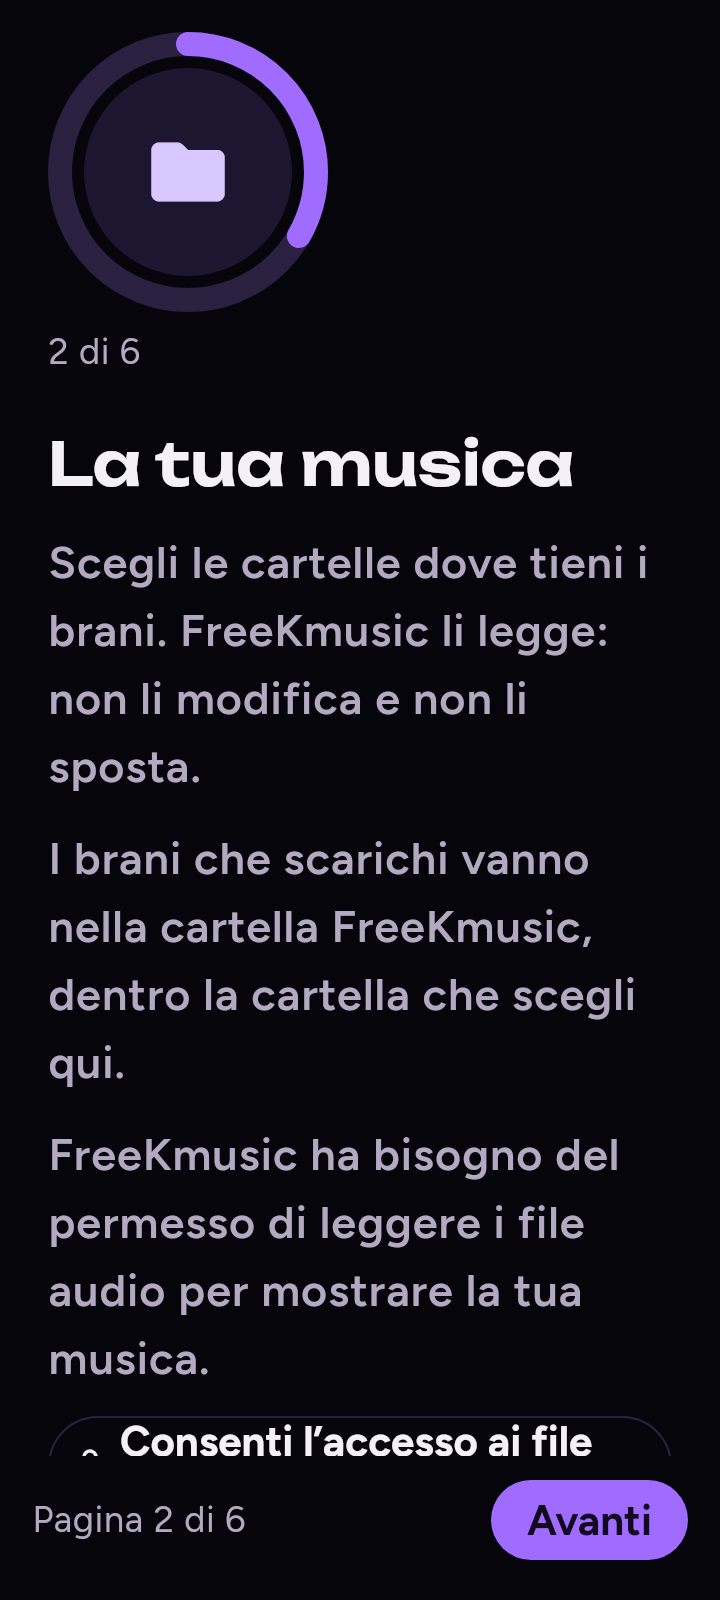 2 di 6
La tua musica
Scegli le cartelle dove tieni i
brani. FreeKmusic li legge:
non li modifica e non li
sposta.
I brani che scarichi vanno
nella cartella FreeKmusic,
dentro la cartella che scegli
qui.
FreeKmusic ha bisogno del
permesso di leggere i file
audio per mostrare la tua
musica.
Consenti l’accesso ai file
Pagina 2 di 6
Avanti